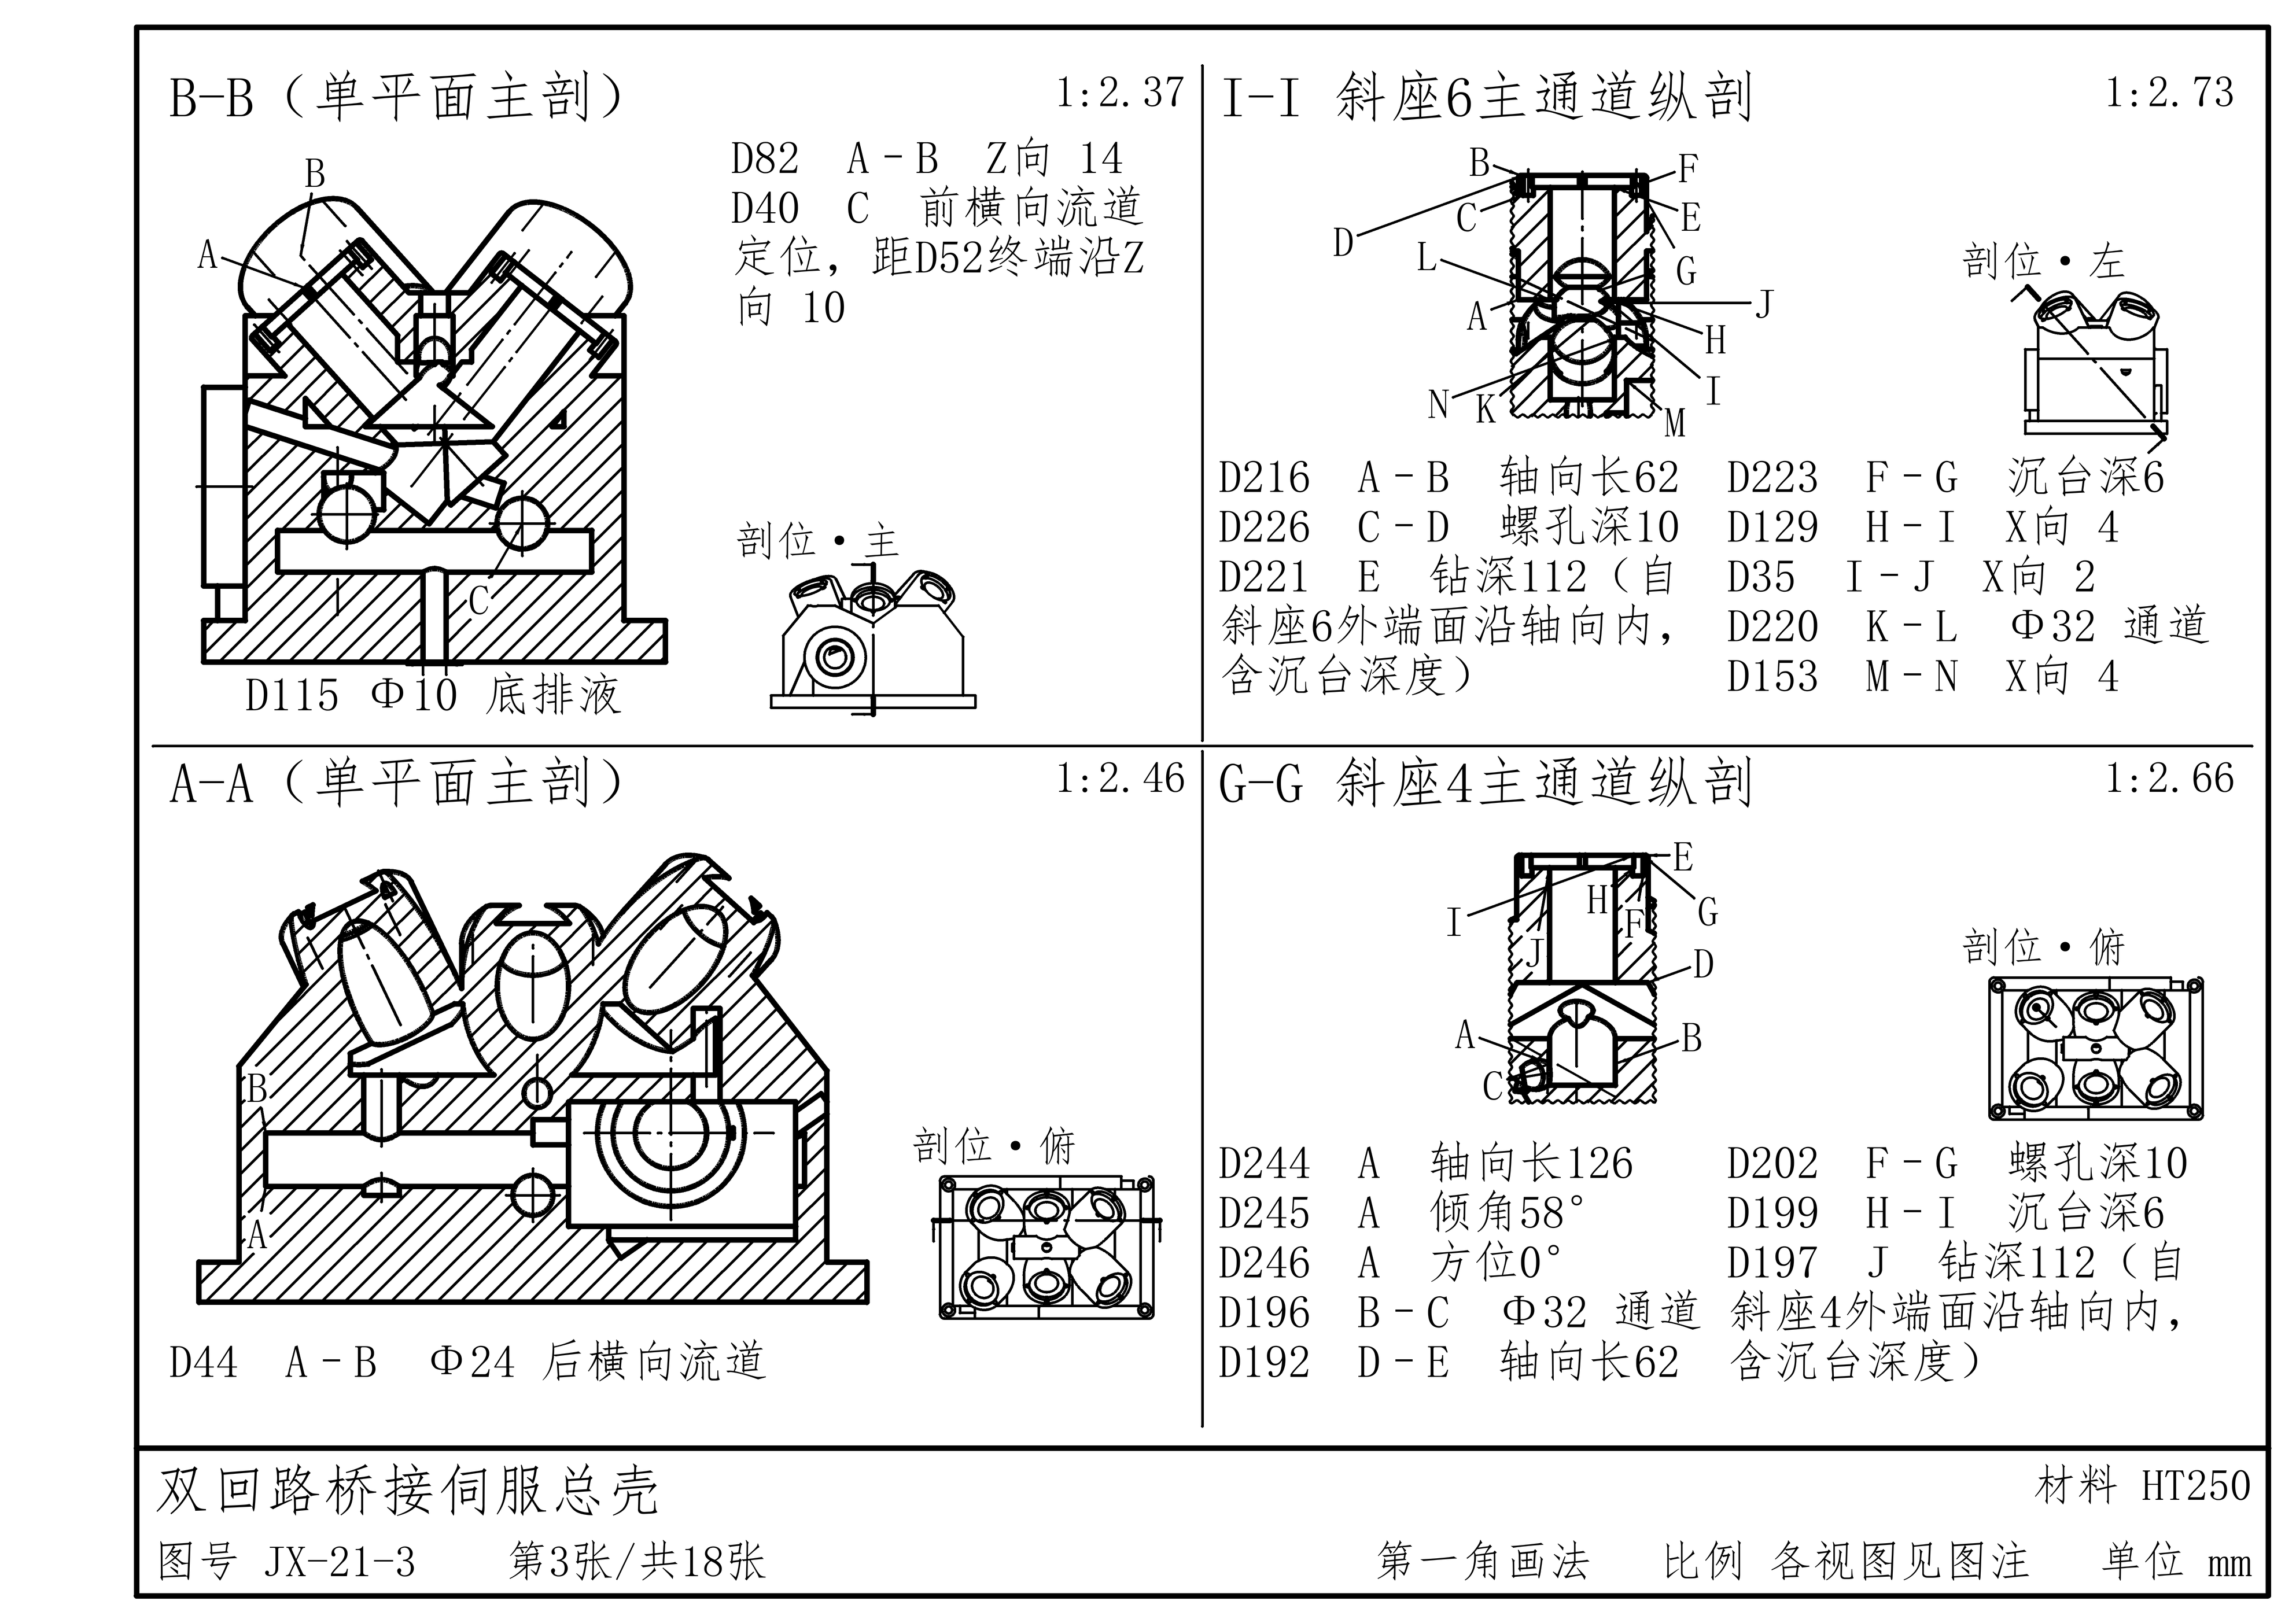 B-B（单平面主剖） 1:2.37
B
A
C
D82 A-B Z向 14
D40 C 前横向流道
定位，距D52终端沿Z
向 10
剖位·主
D115 Φ10 底排液
I-I 斜座6主通道纵剖 1:2.73
B
F
C
E
D
L
G
A
J
H
I
N
K
M
剖位·左
D216 A-B 轴向长62
D226 C-D 螺孔深10
D221 E 钻深112（自
斜座6外端面沿轴向内，
含沉台深度）
D223 F-G 沉台深6
D129 H-I X向 4
D35 I-J X向 2
D220 K-L Φ32 通道
D153 M-N X向 4
A-A（单平面主剖） 1:2.46
B
A
剖位·俯
D44 A-B Φ24 后横向流道
G-G 斜座4主通道纵剖 1:2.66
E
H
I
F
G
J
D
A
B
C
剖位·俯
D244 A 轴向长126
D245 A 倾角58°
D246 A 方位0°
D196 B-C Φ32 通道
D192 D-E 轴向长62
D202 F-G 螺孔深10
D199 H-I 沉台深6
D197 J 钻深112（自
斜座4外端面沿轴向内，
含沉台深度）
双回路桥接伺服总壳 材料 HT250
图号 JX-21-3 第3张/共18张 第一角画法 比例 各视图见图注 单位 mm